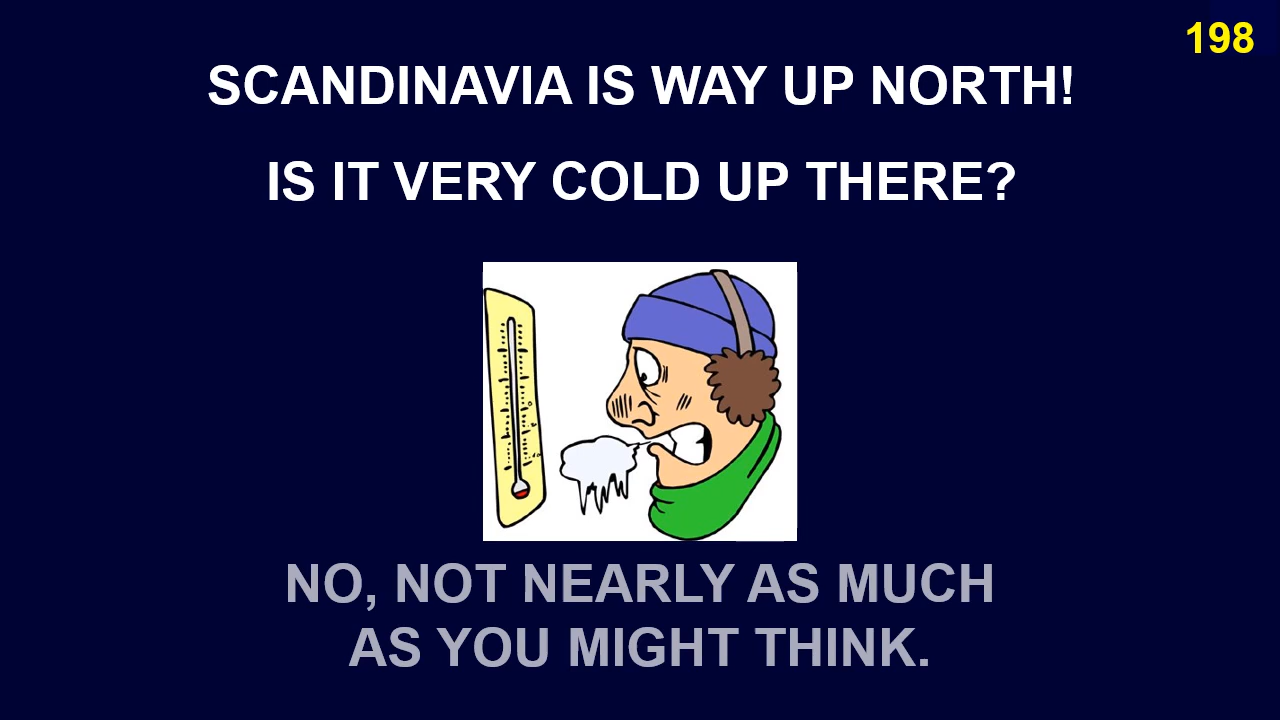 198
SCANDINAVIA IS WAY UP NORTH!
IS IT VERY COLD UP THERE?
NO, NOT NEARLY AS MUCH
AS YOU MIGHT THINK.